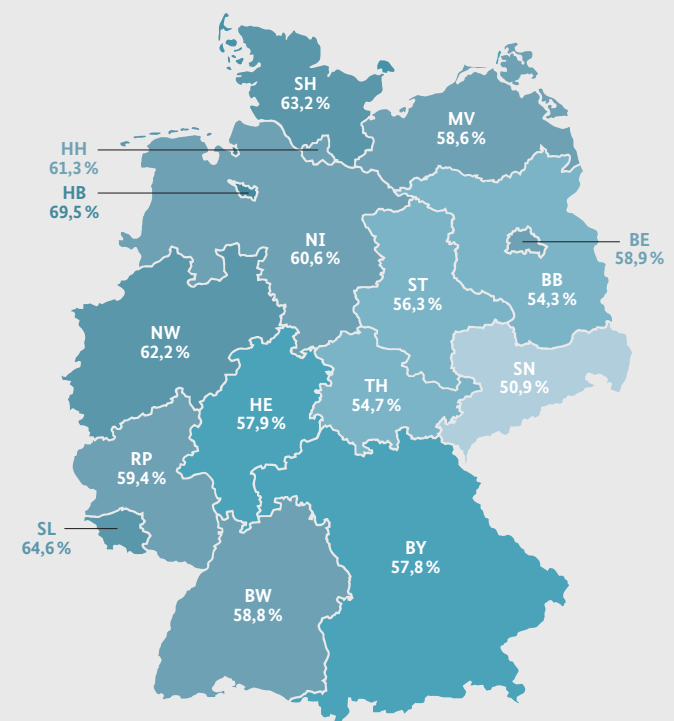 SH
63,2 %
MV
58,6 %
HH
61,3 %
HB
69,5 %
NI
60,6 %
BE
58,9 %
ST
56,3 %
BB
54,3 %
NW
62,2 %
SN
50,9 %
TH
54,7 %
HE
57,9 %
RP
59,4 %
SL
64,6 %
BY
57,8 %
BW
58,8 %